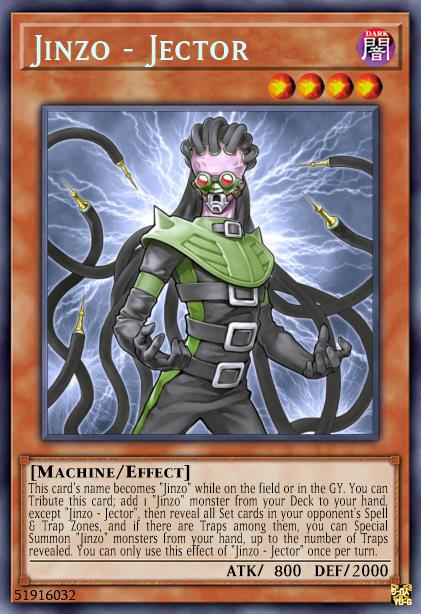 Jinzo - Jector
DARK
闇
[Machine/Effect]
This card's name becomes "Jinzo" while on the field or in the GY. You can
Tribute this card; add 1 "Jinzo" monster from your Deck to your hand,
except "Jinzo - Jector", then reveal all Set cards in your opponent's Spell
& Trap Zones, and if there are Traps among them, you can Special
Summon "Jinzo" monsters from your hand, up to the number of Traps
revealed. You can only use this effect of "Jinzo - Jector" once per turn.
ATK/ 800 DEF/2000
51916032